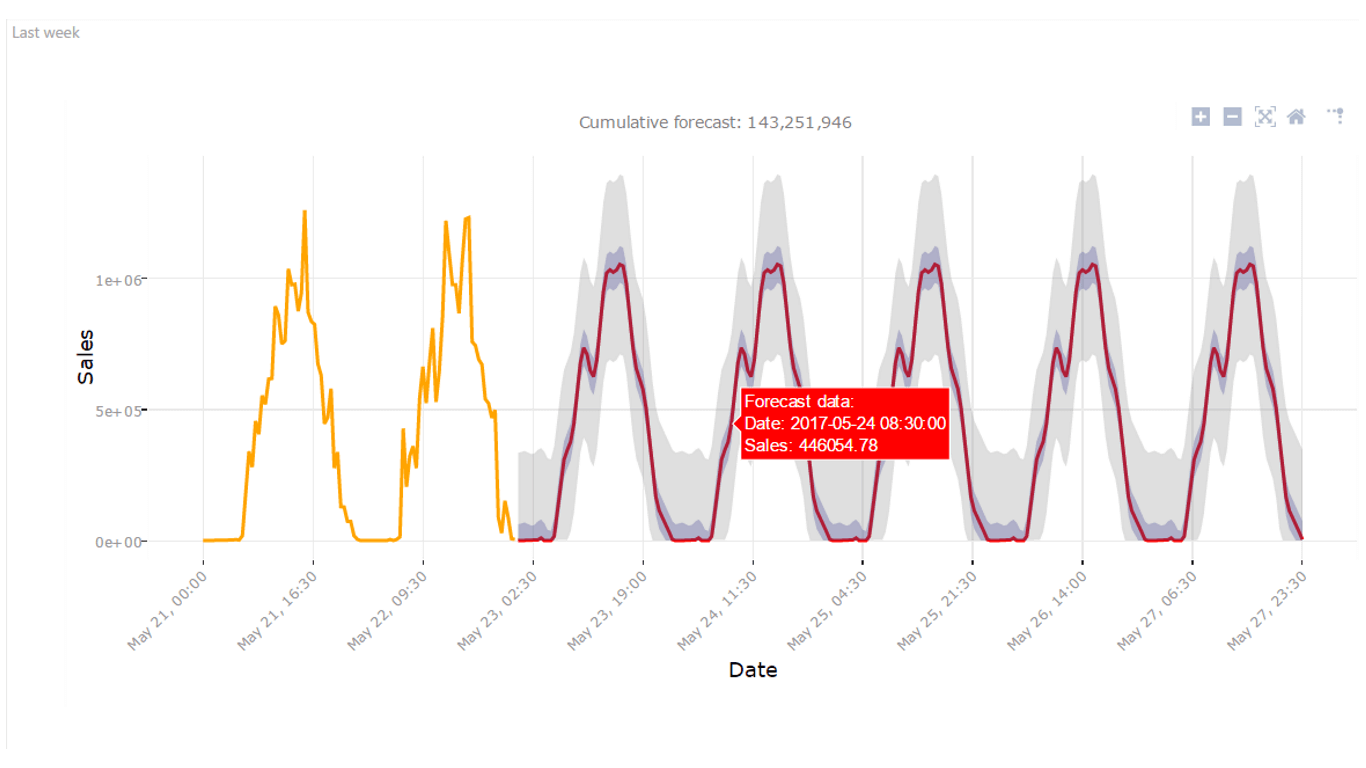 Last week
Cumulative forecast: 143,251,946
Sales
1e+06
5e+05
0e+00
Forecast data:
Date: 2017-05-24 08:30:00
Sales: 446054.78
May 21, 00:00
May 21, 16:30
May 22, 09:30
May 23, 02:30
May 23, 19:00
May 24, 11:30
May 25, 04:30
May 25, 21:30
May 26, 14:00
May 27, 06:30
May 27, 23:30
Date